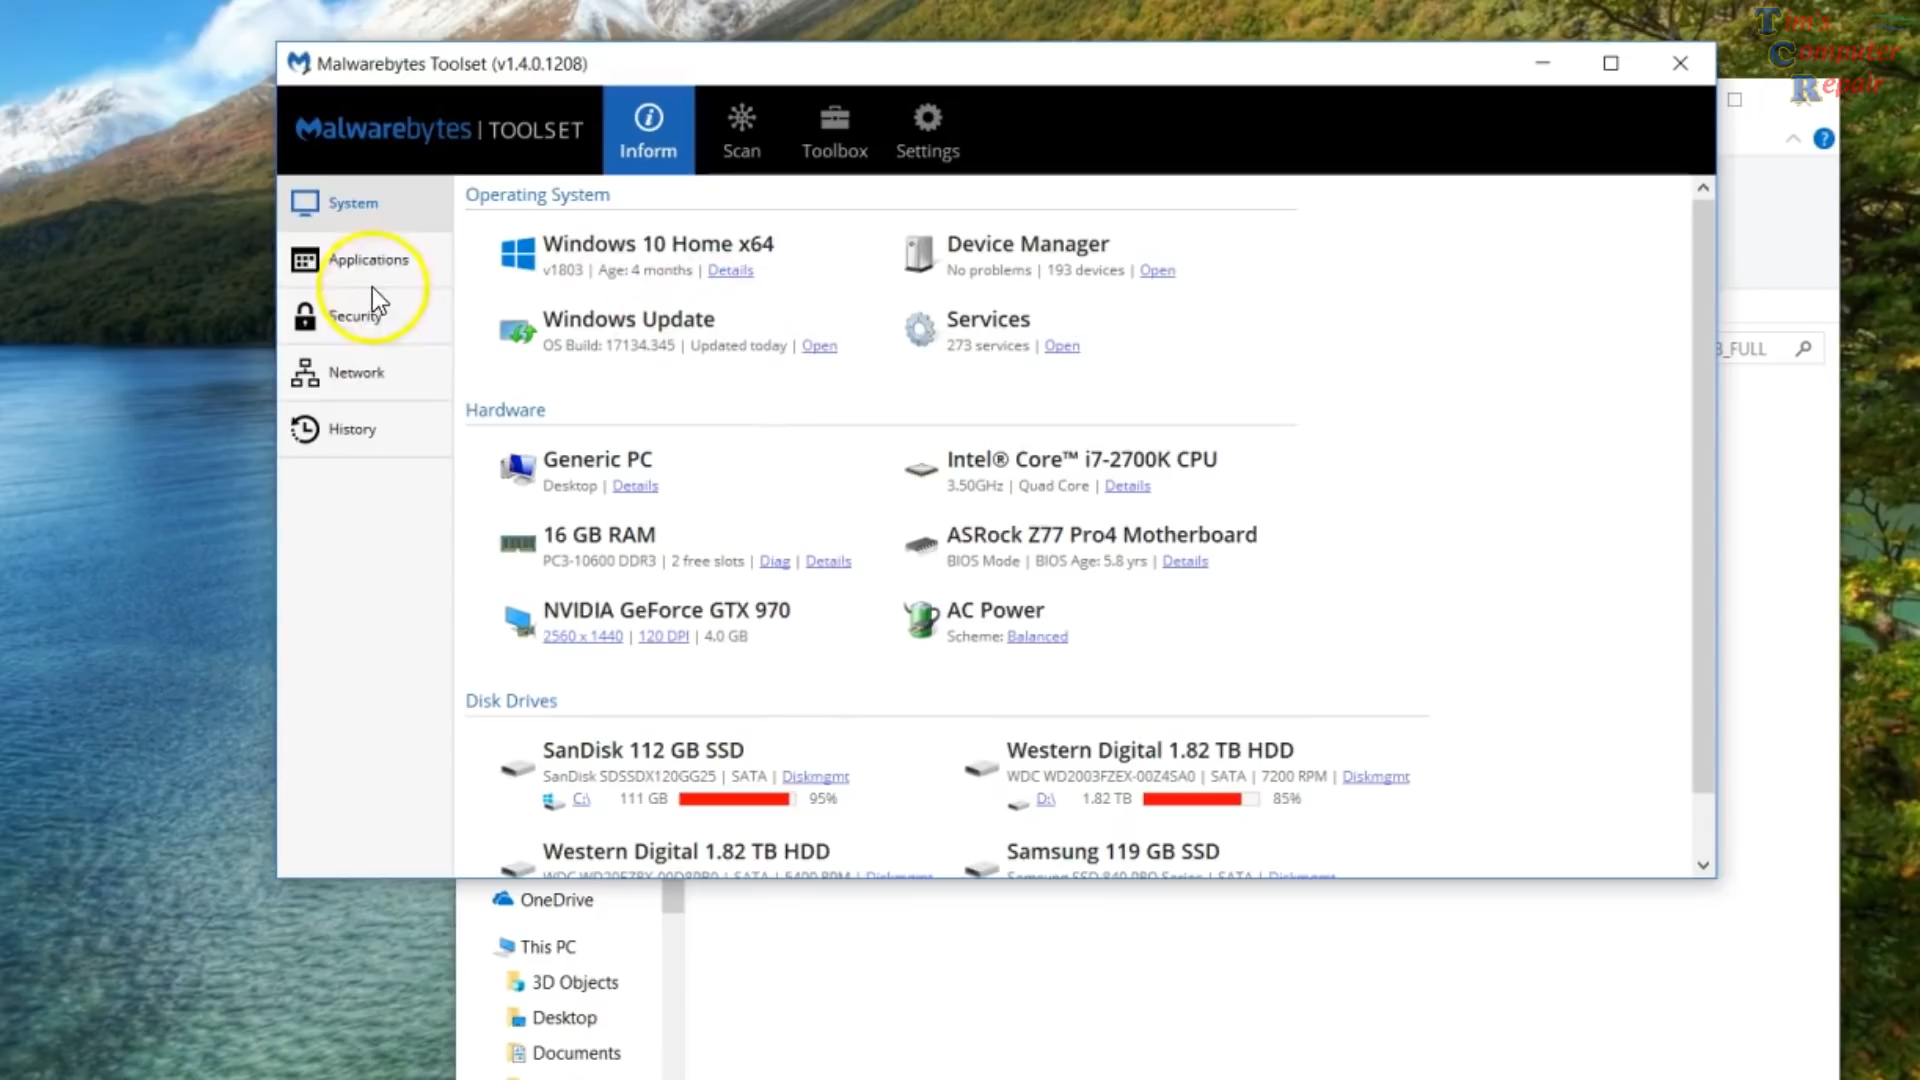 Tim's
Computer
Repair
Malwarebytes Toolset (v1.4.0.1208)
Malwarebytes | TOOLSET
Inform
Scan
Toolbox
Settings
System
Applications
Security
Network
History
Operating System
Windows 10 Home x64
v1803 | Age: 4 months | Details
Device Manager
No problems | 193 devices | Open
Windows Update
OS Build: 17134.345 | Updated today | Open
Services
273 services | Open
_FULL
Hardware
Generic PC
Desktop | Details
Intel® Core™ i7-2700K CPU
3.50GHz | Quad Core | Details
16 GB RAM
PC3-10600 DDR3 | 2 free slots | Diag | Details
ASRock Z77 Pro4 Motherboard
BIOS Mode | BIOS Age: 5.8 yrs | Details
NVIDIA GeForce GTX 970
2560 x 1440 | 120 DPI | 4.0 GB
AC Power
Scheme: Balanced
Disk Drives
SanDisk 112 GB SSD
SanDisk SDSSDX120GG25 | SATA | Diskmgmt
C:\ 111 GB 95%
Western Digital 1.82 TB HDD
WDC WD2003FZEX-00Z4SA0 | SATA | 7200 RPM | Diskmgmt
D:\ 1.82 TB 85%
Western Digital 1.82 TB HDD
Samsung 119 GB SSD
OneDrive
This PC
3D Objects
Desktop
Documents